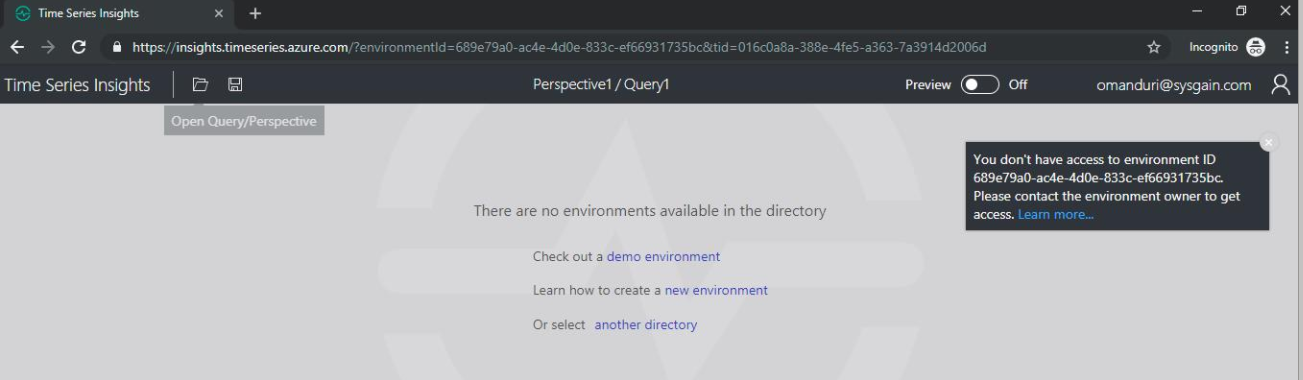 Time Series Insights
https://insights.timeseries.azure.com/?environmentId=689e79a0-ac4e-4d0e-833c-ef66931735bc&tid=016c0a8a-388e-4fe5-a363-7a3914d2006d
Incognito
Time Series Insights
Perspective1 / Query1
Preview Off
omanduri@sysgain.com
Open Query/Perspective
You don't have access to environment ID
689e79a0-ac4e-4d0e-833c-ef66931735bc.
Please contact the environment owner to get
access. Learn more...
There are no environments available in the directory
Check out a demo environment
Learn how to create a new environment
Or select another directory